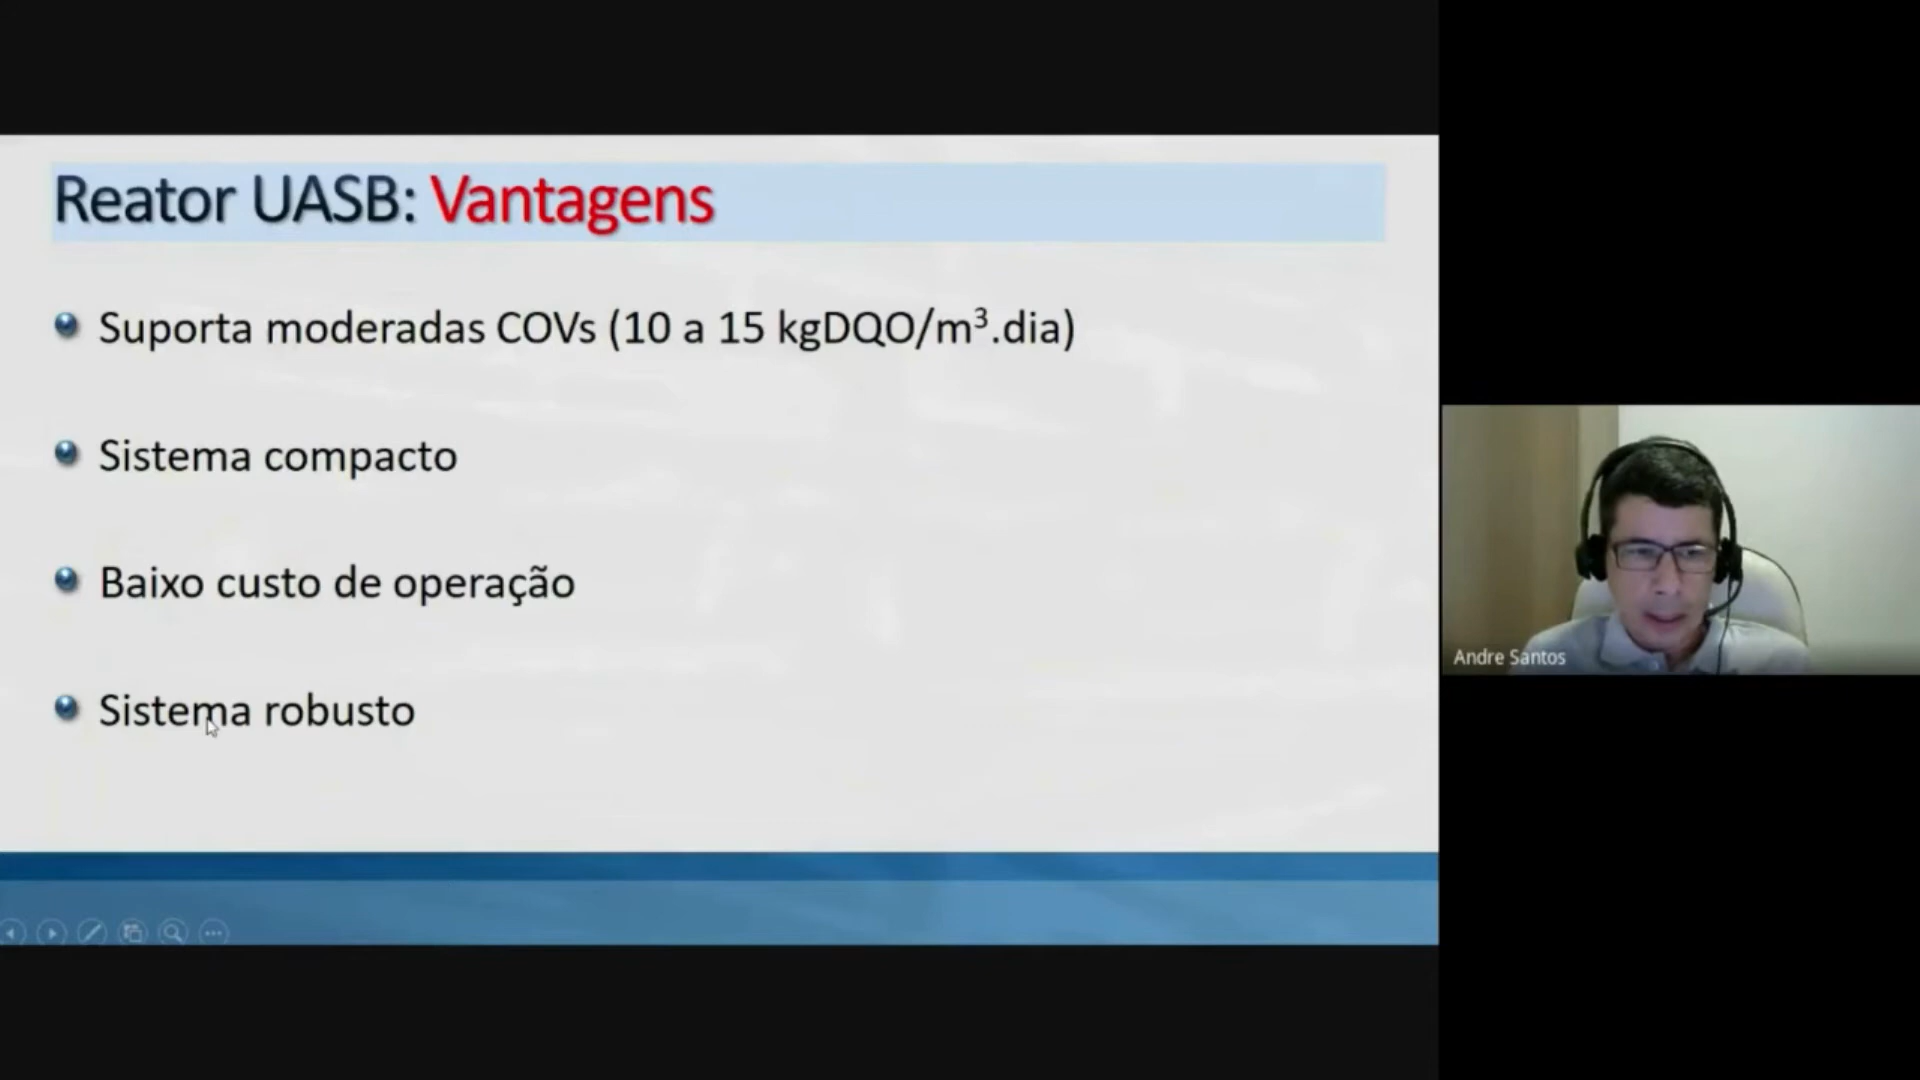 Reator UASB: Vantagens
Suporta moderadas COVs (10 a 15 kgDQO/m³.dia)
Sistema compacto
Baixo custo de operação
Sistema robusto
Andre Santos